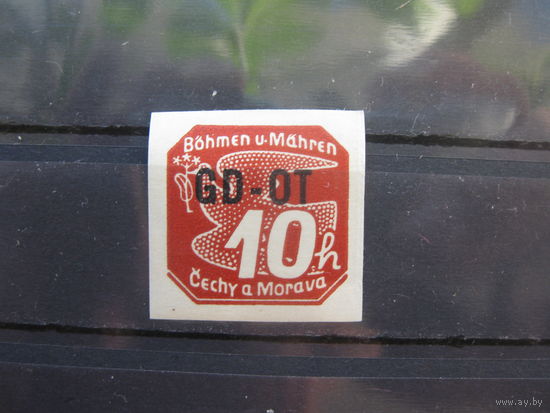 Böhmen u. Mähren
GD-OT
10h
Čechy a Morava
www.ay.by